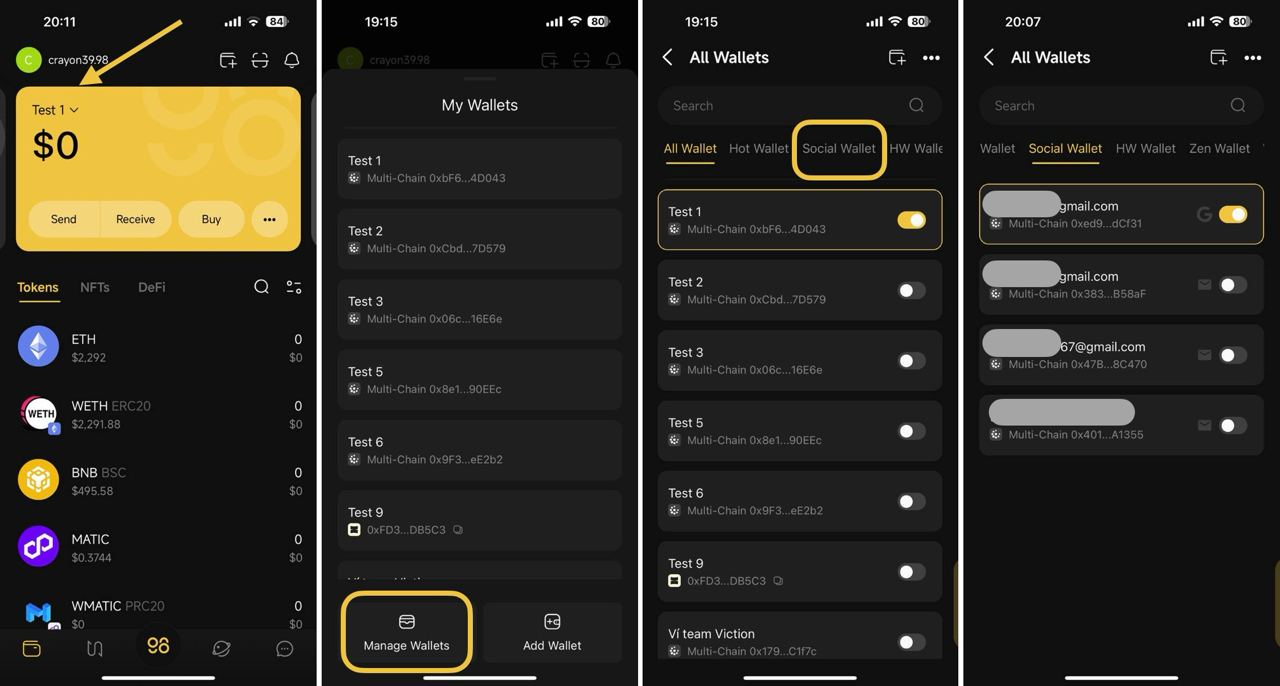 20:11
84
C
crayon39.98
Test 1
$0
Send
Receive
Buy
Tokens
NFTs
DeFi
ETH
0
$2,292
$0
WETH
WETH ERC20
0
$2,291.88
$0
BNB BSC
0
$495.58
$0
MATIC
0
$0.3744
$0
WMATIC PRC20
0
$0
$0
96
19:15
80
C
crayon39.98
My Wallets
Test 1
Multi-Chain 0xbF6...4D043
Test 2
Multi-Chain 0xCbd...7D579
Test 3
Multi-Chain 0x06c...16E6e
Test 5
Multi-Chain 0x8e1...90EEc
Test 6
Multi-Chain 0x9F3...eE2b2
Test 9
0xFD3...DB5C3
Ví team Viction
Manage Wallets
Add Wallet
19:15
80
All Wallets
Search
All Wallet
Hot Wallet
Social Wallet
HW Walle
Test 1
Multi-Chain 0xbF6...4D043
Test 2
Multi-Chain 0xCbd...7D579
Test 3
Multi-Chain 0x06c...16E6e
Test 5
Multi-Chain 0x8e1...90EEc
Test 6
Multi-Chain 0x9F3...eE2b2
Test 9
0xFD3...DB5C3
Ví team Viction
Multi-Chain 0x179...C1f7c
20:07
80
All Wallets
Search
Wallet
Social Wallet
HW Wallet
Zen Wallet
gmail.com
Multi-Chain 0xed9...dCf31
G
gmail.com
Multi-Chain 0x383...B58aF
67@gmail.com
Multi-Chain 0x47B...8C470
Multi-Chain 0x401...A1355